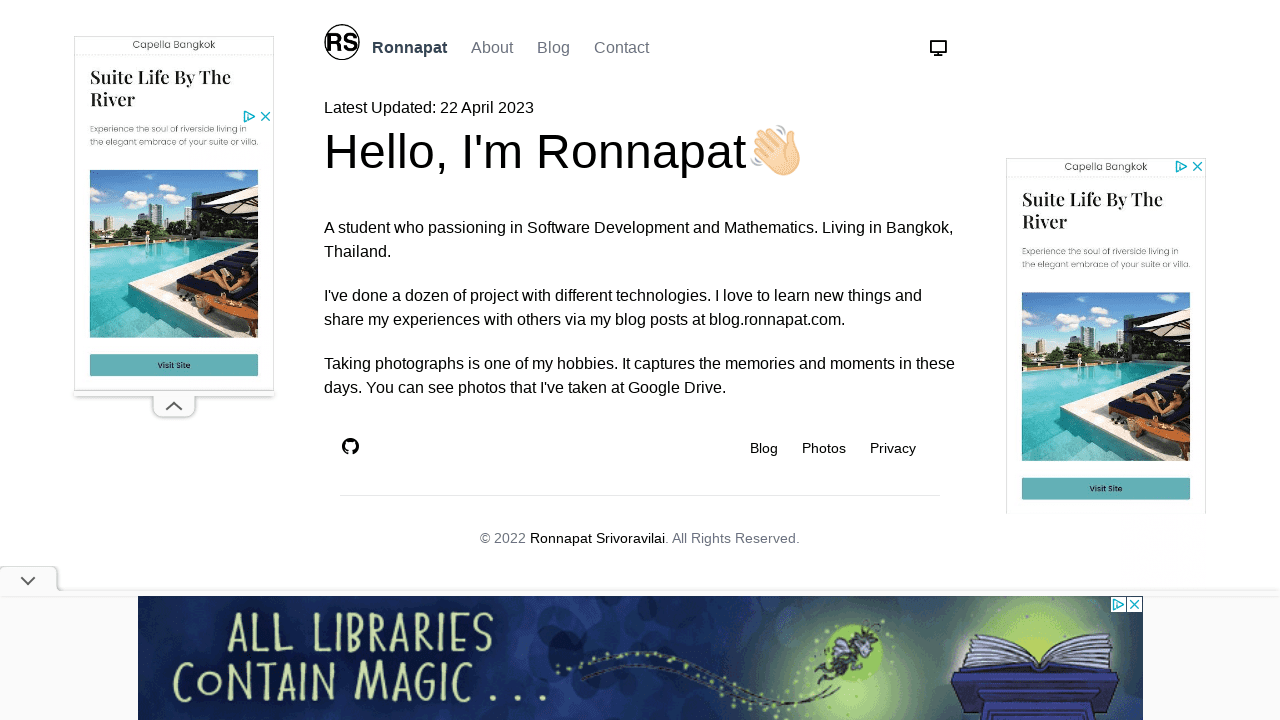 RS Ronnapat About Blog Contact
Latest Updated: 22 April 2023
Hello, I'm Ronnapat
A student who passioning in Software Development and Mathematics. Living in Bangkok,
Thailand.
I've done a dozen of project with different technologies. I love to learn new things and
share my experiences with others via my blog posts at blog.ronnapat.com.
Taking photographs is one of my hobbies. It captures the memories and moments in these
days. You can see photos that I've taken at Google Drive.
Blog Photos Privacy
© 2022 Ronnapat Srivoravilai. All Rights Reserved.
Capella Bangkok
Suite Life By The
River
Experience the soul of riverside living in
the elegant embrace of your suite or villa.
Visit Site
Capella Bangkok
Suite Life By The
River
Experience the soul of riverside living in
the elegant embrace of your suite or villa.
Visit Site
ALL LIBRARIES
CONTAIN MAGIC . . .